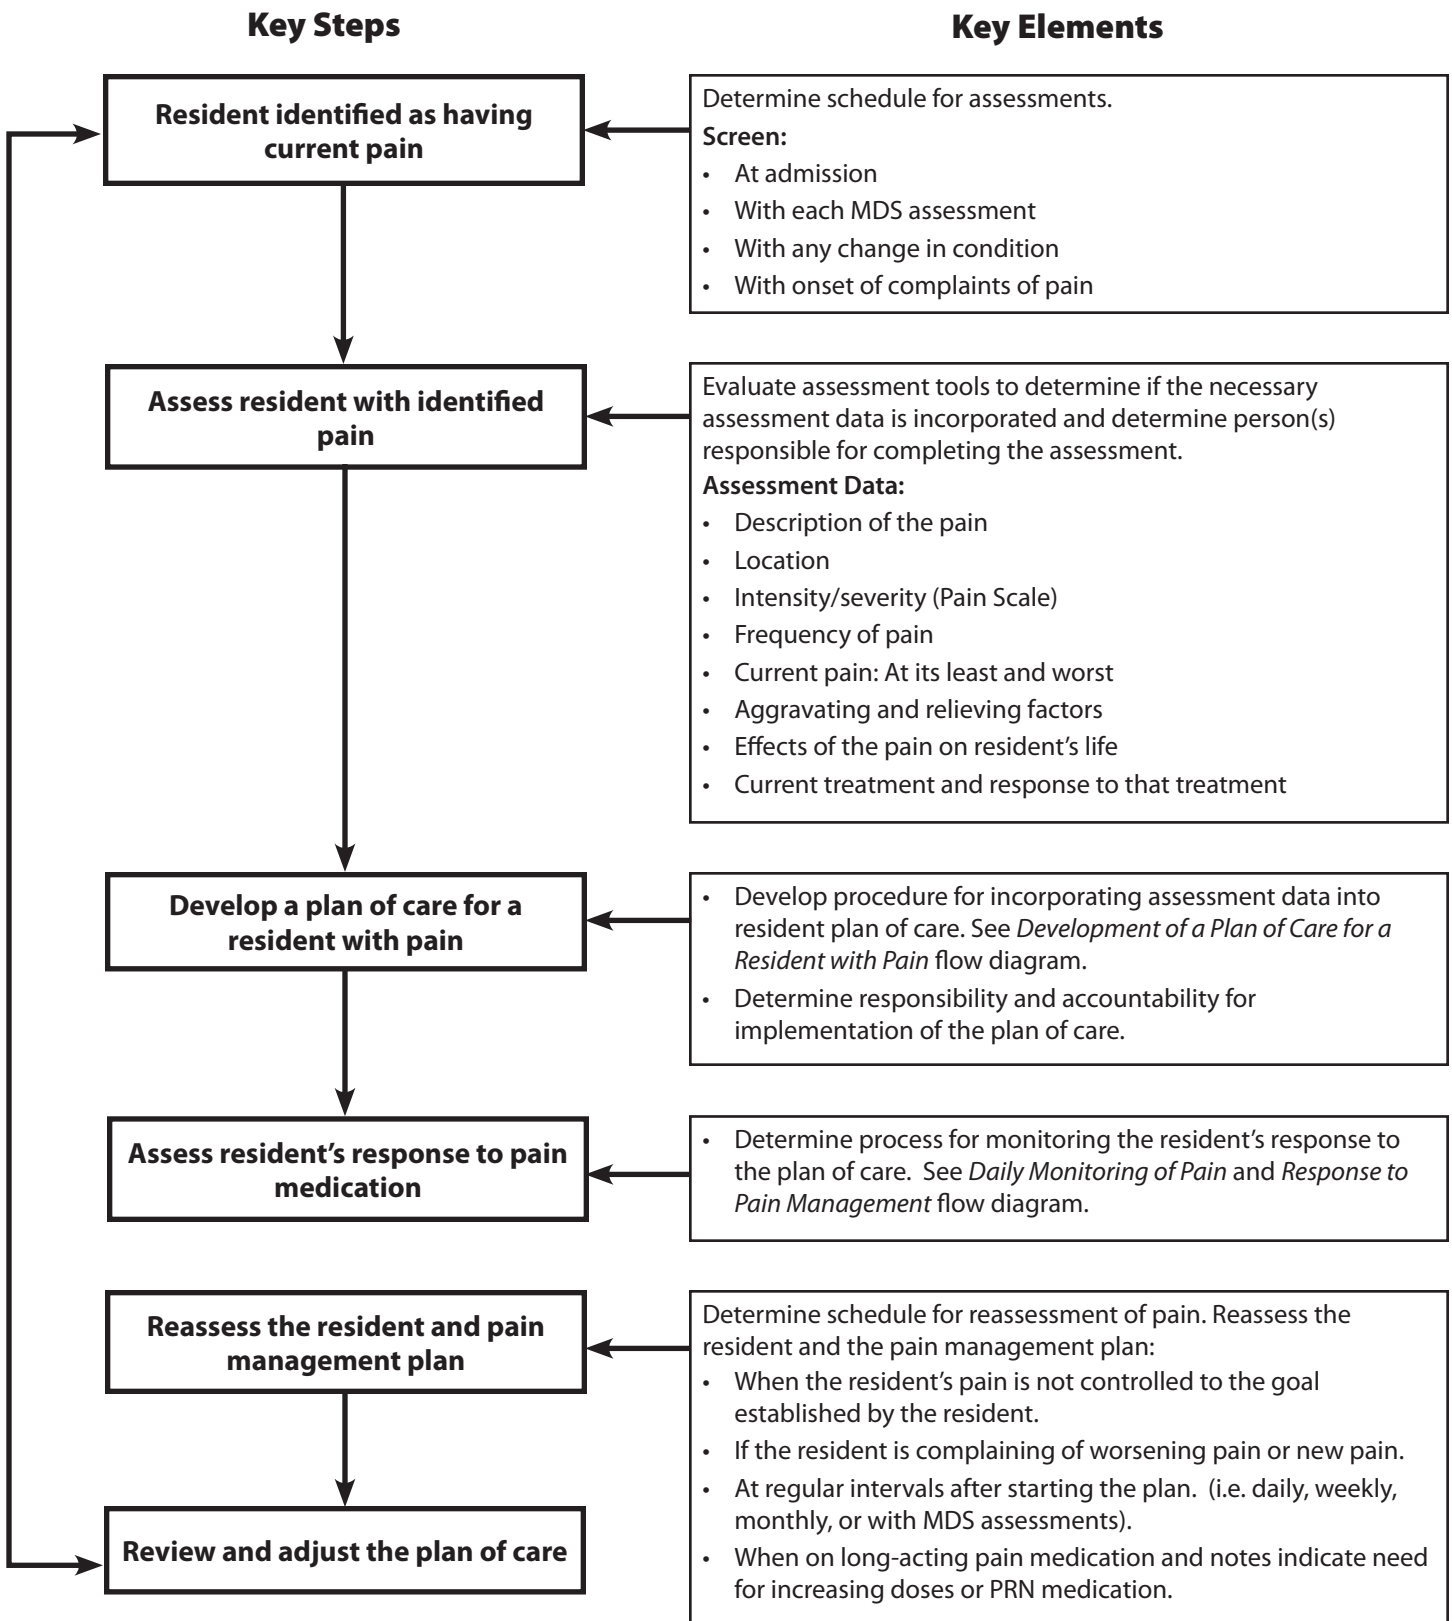 Key Steps
Key Elements
Resident identified as having
current pain
Determine schedule for assessments.
Screen:
• At admission
• With each MDS assessment
• With any change in condition
• With onset of complaints of pain
Assess resident with identified
pain
Evaluate assessment tools to determine if the necessary
assessment data is incorporated and determine person(s)
responsible for completing the assessment.
Assessment Data:
• Description of the pain
• Location
• Intensity/severity (Pain Scale)
• Frequency of pain
• Current pain: At its least and worst
• Aggravating and relieving factors
• Effects of the pain on resident’s life
• Current treatment and response to that treatment
Develop a plan of care for a
resident with pain
• Develop procedure for incorporating assessment data into
resident plan of care. See Development of a Plan of Care for a
Resident with Pain flow diagram.
• Determine responsibility and accountability for
implementation of the plan of care.
Assess resident’s response to pain
medication
• Determine process for monitoring the resident’s response to
the plan of care. See Daily Monitoring of Pain and Response to
Pain Management flow diagram.
Reassess the resident and pain
management plan
Determine schedule for reassessment of pain. Reassess the
resident and the pain management plan:
• When the resident’s pain is not controlled to the goal
established by the resident.
• If the resident is complaining of worsening pain or new pain.
• At regular intervals after starting the plan. (i.e. daily, weekly,
monthly, or with MDS assessments).
• When on long-acting pain medication and notes indicate need
for increasing doses or PRN medication.
Review and adjust the plan of care